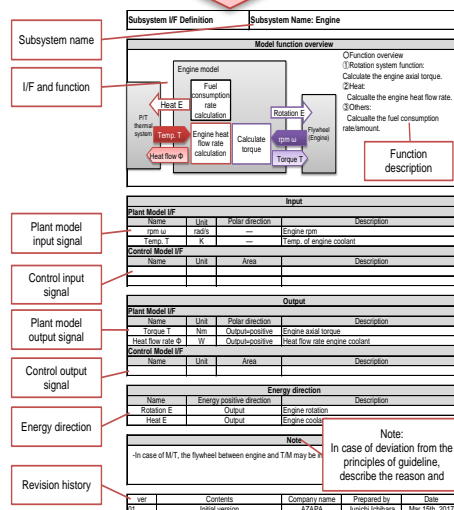 Subsystem I/F Definition Subsystem Name: Engine
Subsystem name
Model function overview
I/F and function
Engine model
Fuel
consumption
rate
calculation
Heat E
Rotation E
P/T
thermal
system
Temp. T
Heat flow Φ
Engine heat
flow rate
calculation
Calculate
torque
rpm ω
Torque T
Flywheel
(Engine)
〇Function overview
①Rotation system function:
Calculate the engine axial torque.
②Heat:
Calcualte the engine heat flow rate.
③Others:
Calculate the fuel consumption
rate/amount.
Function
description
Input
Plant Model I/F
Name Unit Polar direction Description
rpm ω rad/s — Engine rpm
Temp. T K — Temp. of engine coolant
Control Model I/F
Name Unit Area Description
Plant model
input signal
Control input
signal
Output
Plant Model I/F
Name Unit Polar direction Description
Torque T Nm Output=positive Engine axial torque
Heat flow rate Φ W Output=positive Heat flow rate engine coolant
Control Model I/F
Name Unit Area Description
Plant model
output signal
Control output
signal
Energy direction
Name Energy positive direction Description
Rotation E Output Engine rotation
Heat E Output Engine coolan
Energy direction
Note
-In case of M/T, the flywheel between engine and T/M may be in
Note:
In case of deviation from the
principles of guideline,
describe the reason and
Revision history
ver Contents Company name Prepared by Date
01 Initial version AZAPA Junichi Ichihara Mar 15th, 2017